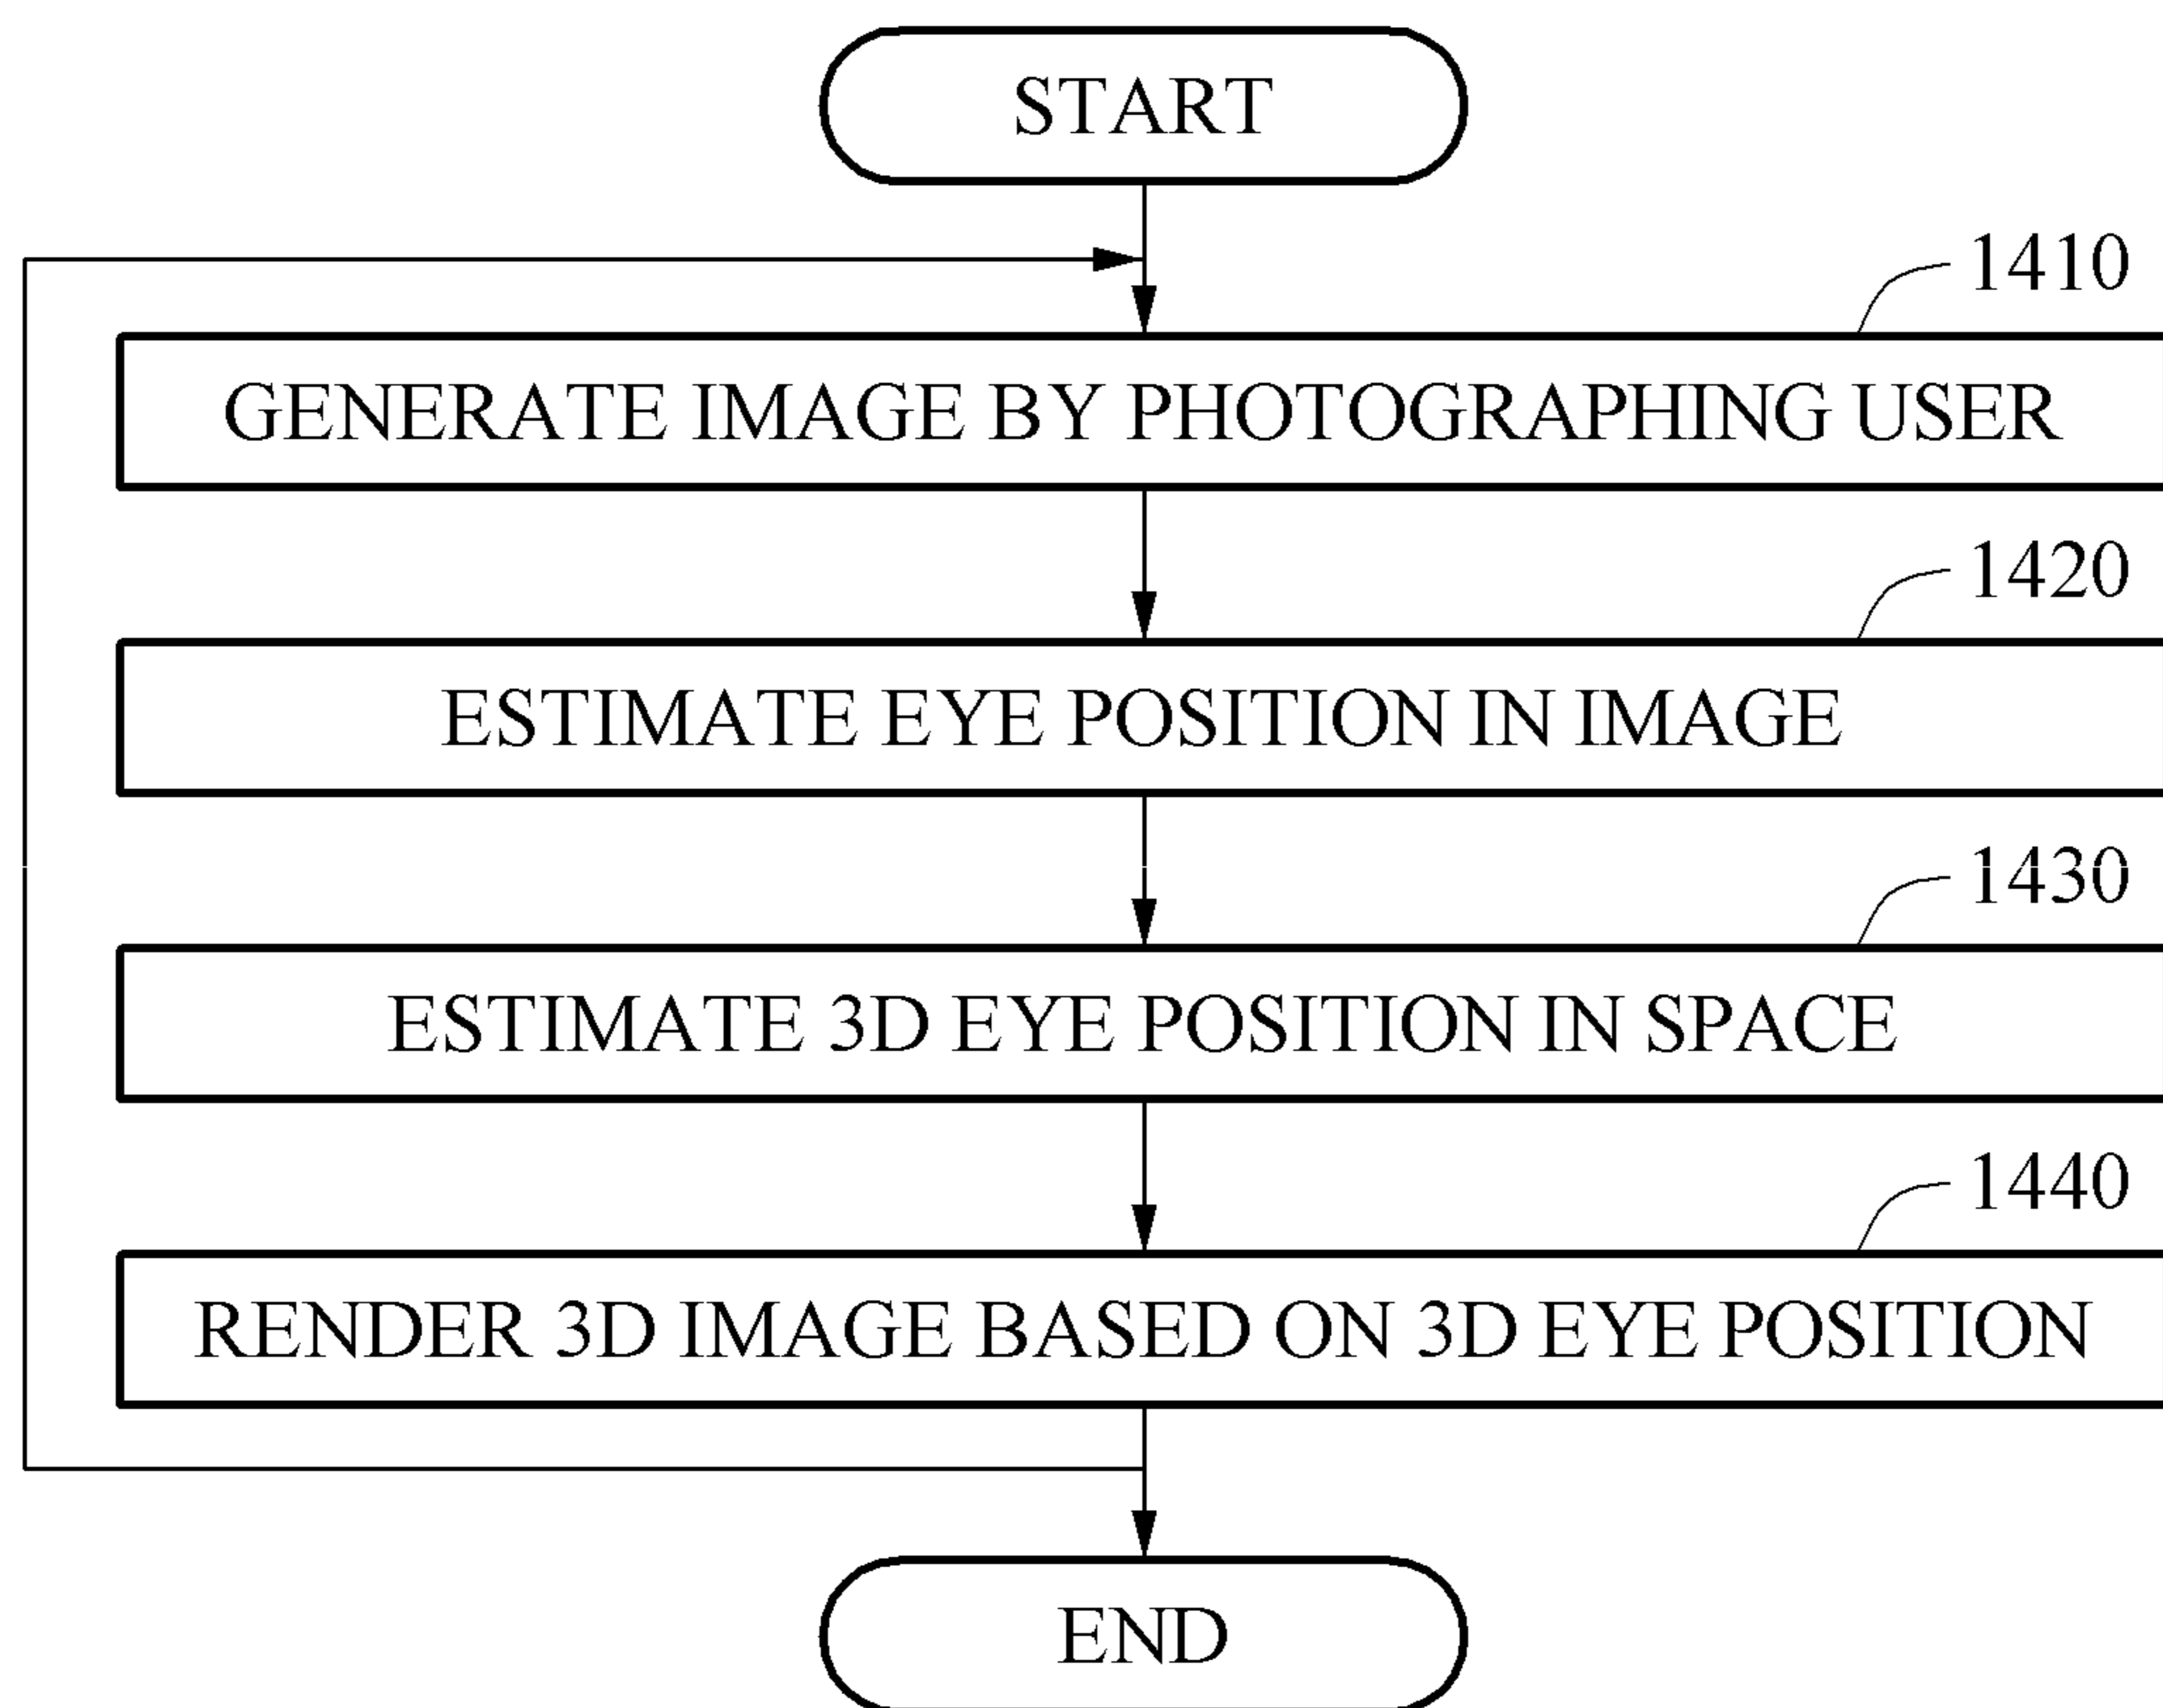 START
1410
GENERATE IMAGE BY PHOTOGRAPHING USER
1420
ESTIMATE EYE POSITION IN IMAGE
1430
ESTIMATE 3D EYE POSITION IN SPACE
1440
RENDER 3D IMAGE BASED ON 3D EYE POSITION
END